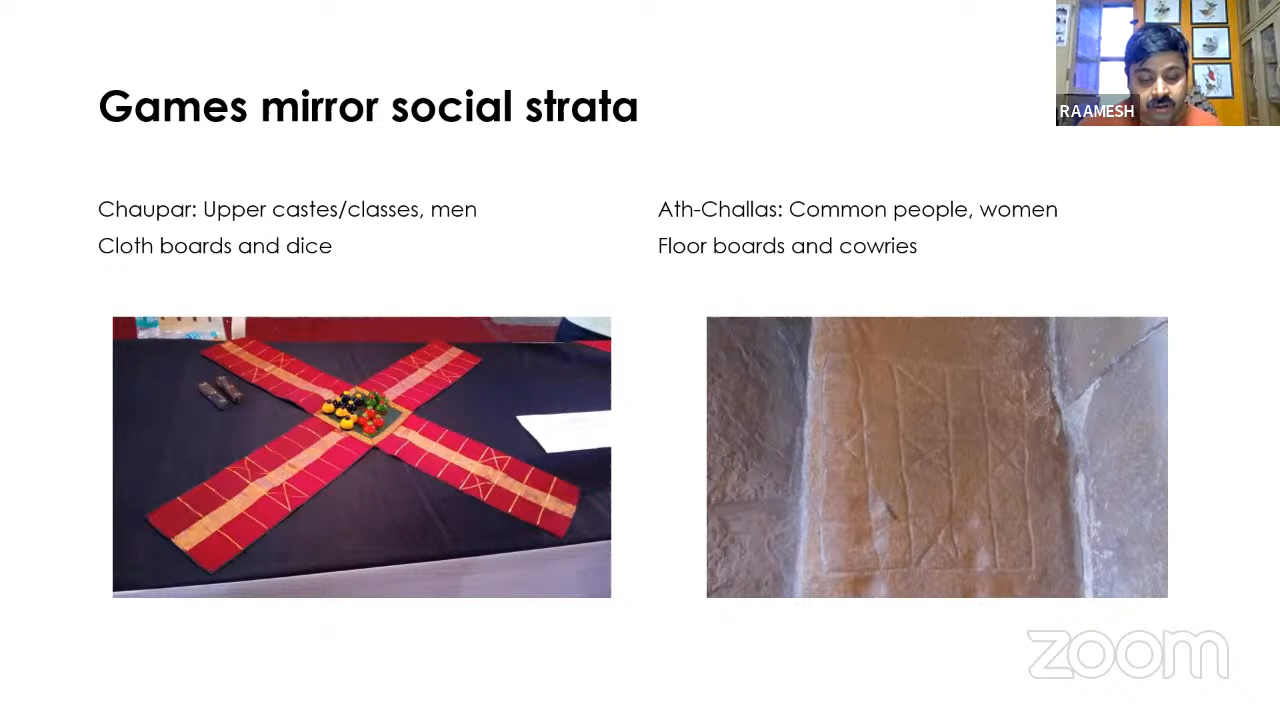 Games mirror social strata
RAAMESH
Chaupar: Upper castes/classes, men
Cloth boards and dice
Ath-Challas: Common people, women
Floor boards and cowries
zoom